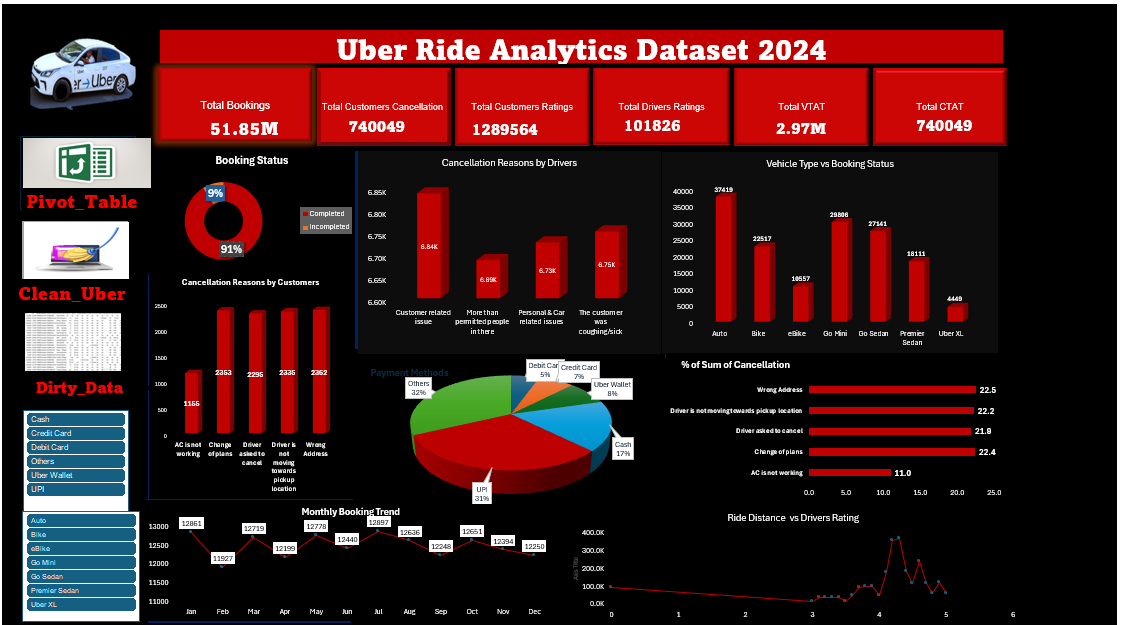 Uber Ride Analytics Dataset 2024
Total Bookings
51.85M
Total Customers Cancellation
740049
Total Customers Ratings
1289564
Total Drivers Ratings
101826
Total VTAT
2.97M
Total CTAT
740049
Uber
Pivot_Table
Clean_Uber
Dirty_Data
Cash
Credit Card
Debit Card
Others
Uber Wallet
UPI
Auto
Bike
eBike
Go Mini
Go Sedan
Premier Sedan
Uber XL
Booking Status
9%
91%
Completed
Incompleted
Cancellation Reasons by Drivers
6.85K
6.80K
6.75K
6.70K
6.65K
6.60K
6.84K
6.69K
6.73K
6.75K
Customer related
issue
More than
permitted people
in there
Personal & Car
related issues
The customer
was
coughing/sick
Vehicle Type vs Booking Status
40000
35000
30000
25000
20000
15000
10000
5000
0
37419
22517
10557
29806
27141
18111
4449
Auto
Bike
eBike
Go Mini
Go Sedan
Premier
Sedan
Uber XL
Cancellation Reasons by Customers
2500
2000
1500
1000
500
0
1155
2353
2295
2335
2362
AC is not
working
Change
of plans
Driver
asked to
cancel
Driver is
not
moving
towards
pickup
location
Wrong
Address
Payment Methods
Others
32%
Debit Car
5%
Credit Card
7%
Uber Wallet
8%
Cash
17%
UPI
31%
% of Sum of Cancellation
Wrong Address
22.5
Driver is not moving towards pickup location
22.2
Driver asked to cancel
21.9
Change of plans
22.4
AC is not working
11.0
0.0 5.0 10.0 15.0 20.0 25.0
Monthly Booking Trend
13000
12500
12000
11500
11000
12861
11927
12719
12199
12778
12440
12897
12636
12248
12651
12394
12250
Jan Feb Mar Apr May Jun Jul Aug Sep Oct Nov Dec
Ride Distance vs Drivers Rating
Axis Title
400.0K
300.0K
200.0K
100.0K
0.0K
0 1 2 3 4 5 6